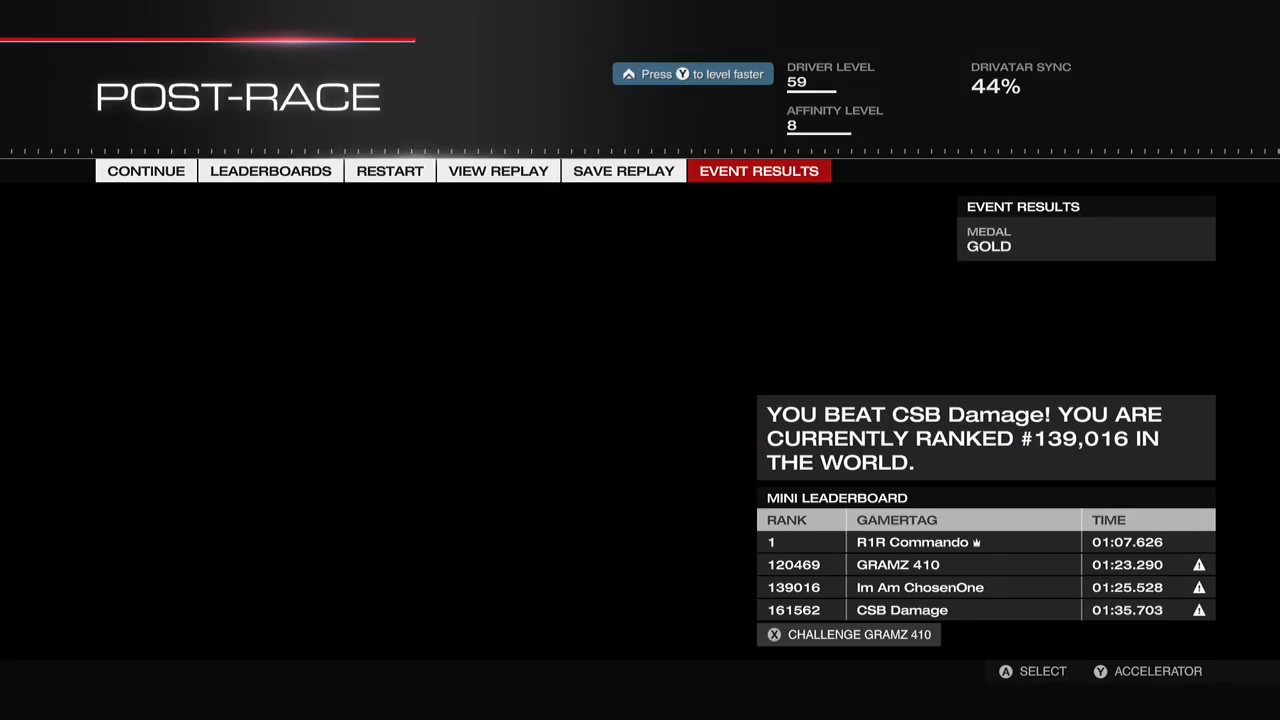 POST-RACE
Press Y to level faster
DRIVER LEVEL
59
AFFINITY LEVEL
8
DRIVATAR SYNC
44%
CONTINUE
LEADERBOARDS
RESTART
VIEW REPLAY
SAVE REPLAY
EVENT RESULTS
EVENT RESULTS
MEDAL
GOLD
YOU BEAT CSB Damage! YOU ARE
CURRENTLY RANKED #139,016 IN
THE WORLD.
MINI LEADERBOARD
RANK GAMERTAG TIME
1 R1R Commando 01:07.626
120469 GRAMZ 410 01:23.290
139016 Im Am ChosenOne 01:25.528
161562 CSB Damage 01:35.703
X CHALLENGE GRAMZ 410
A SELECT Y ACCELERATOR